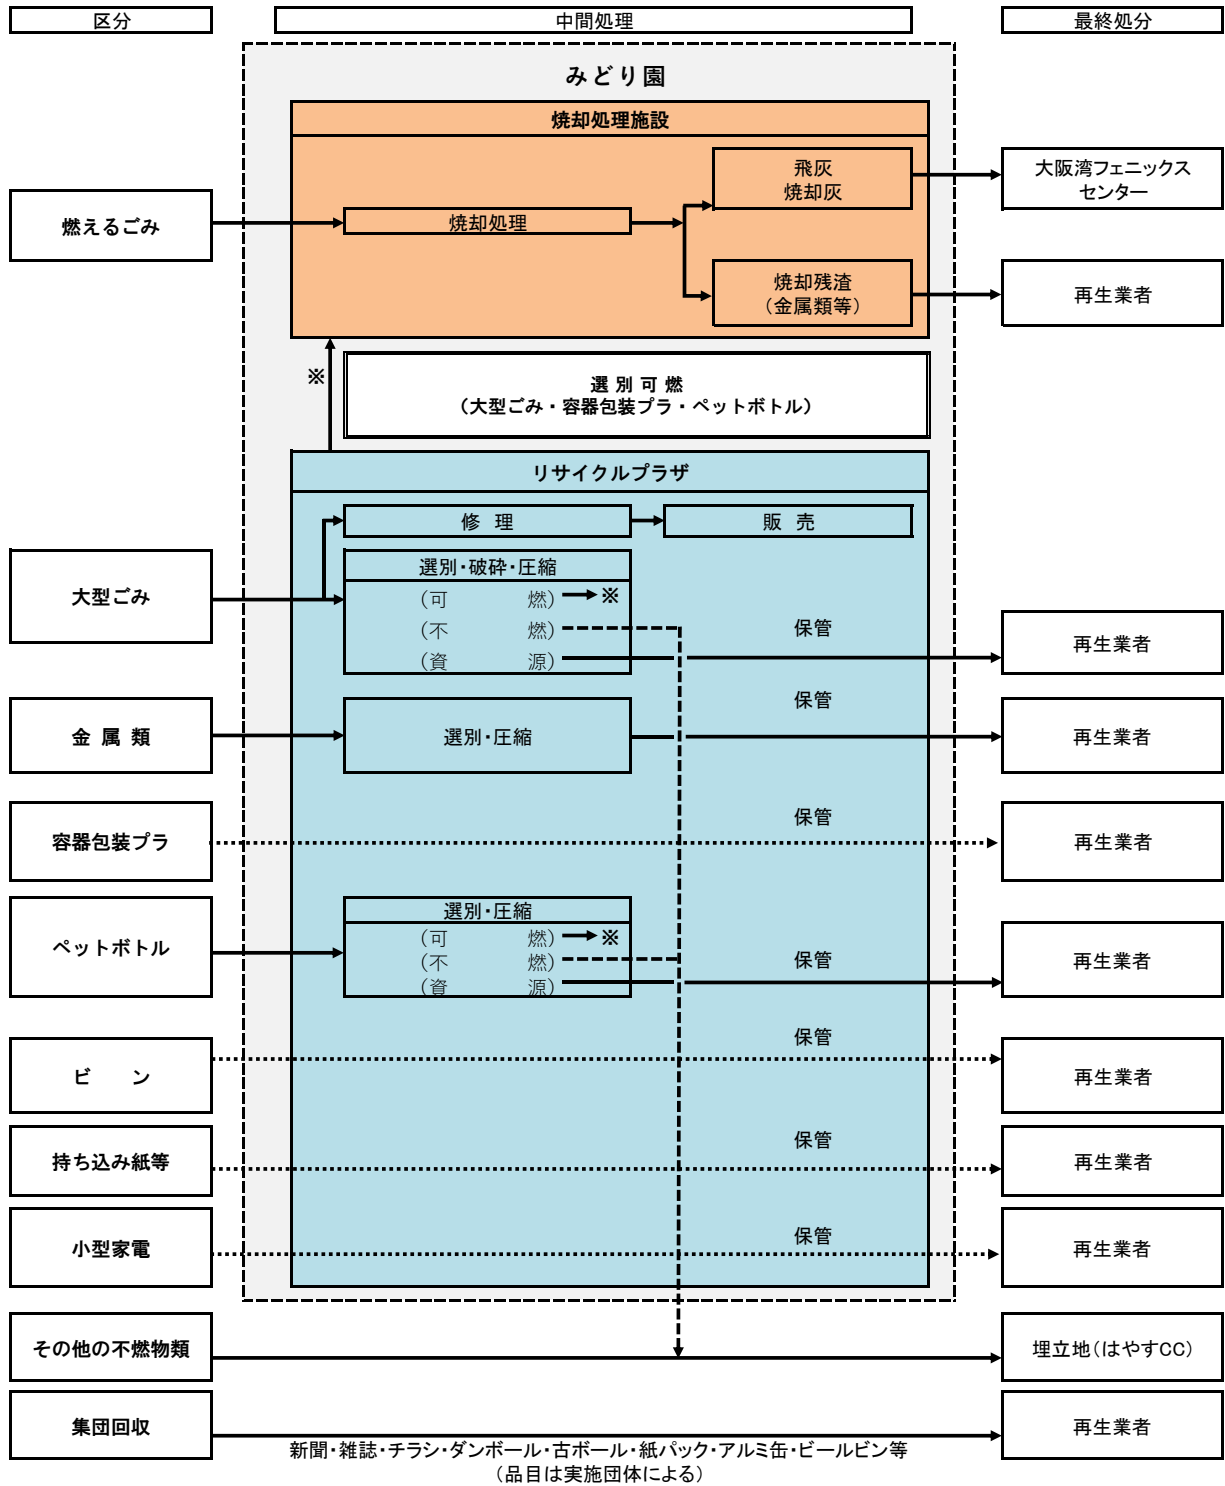 区分
中間処理
最終処分
みどり園
焼却処理施設
燃えるごみ
焼却処理
飛灰
焼却灰
大阪湾フェニックス
センター
焼却残渣
（金属類等）
再生業者
※
選 別 可 燃
（大型ごみ・容器包装プラ・ペットボトル）
リサイクルプラザ
修 理
販 売
大型ごみ
選別・破砕・圧縮
（可 燃） ※
（不 燃）
（資 源）
保管
再生業者
金 属 類
選別・圧縮
保管
再生業者
容器包装プラ
保管
再生業者
ペットボトル
選別・圧縮
（可 燃） ※
（不 燃）
（資 源）
保管
再生業者
ビ ン
保管
再生業者
持ち込み紙等
保管
再生業者
小型家電
保管
再生業者
その他の不燃物類
埋立地（はやすCC）
集団回収
再生業者
新聞・雑誌・チラシ・ダンボール・古ボール・紙パック・アルミ缶・ビールビン等
（品目は実施団体による）